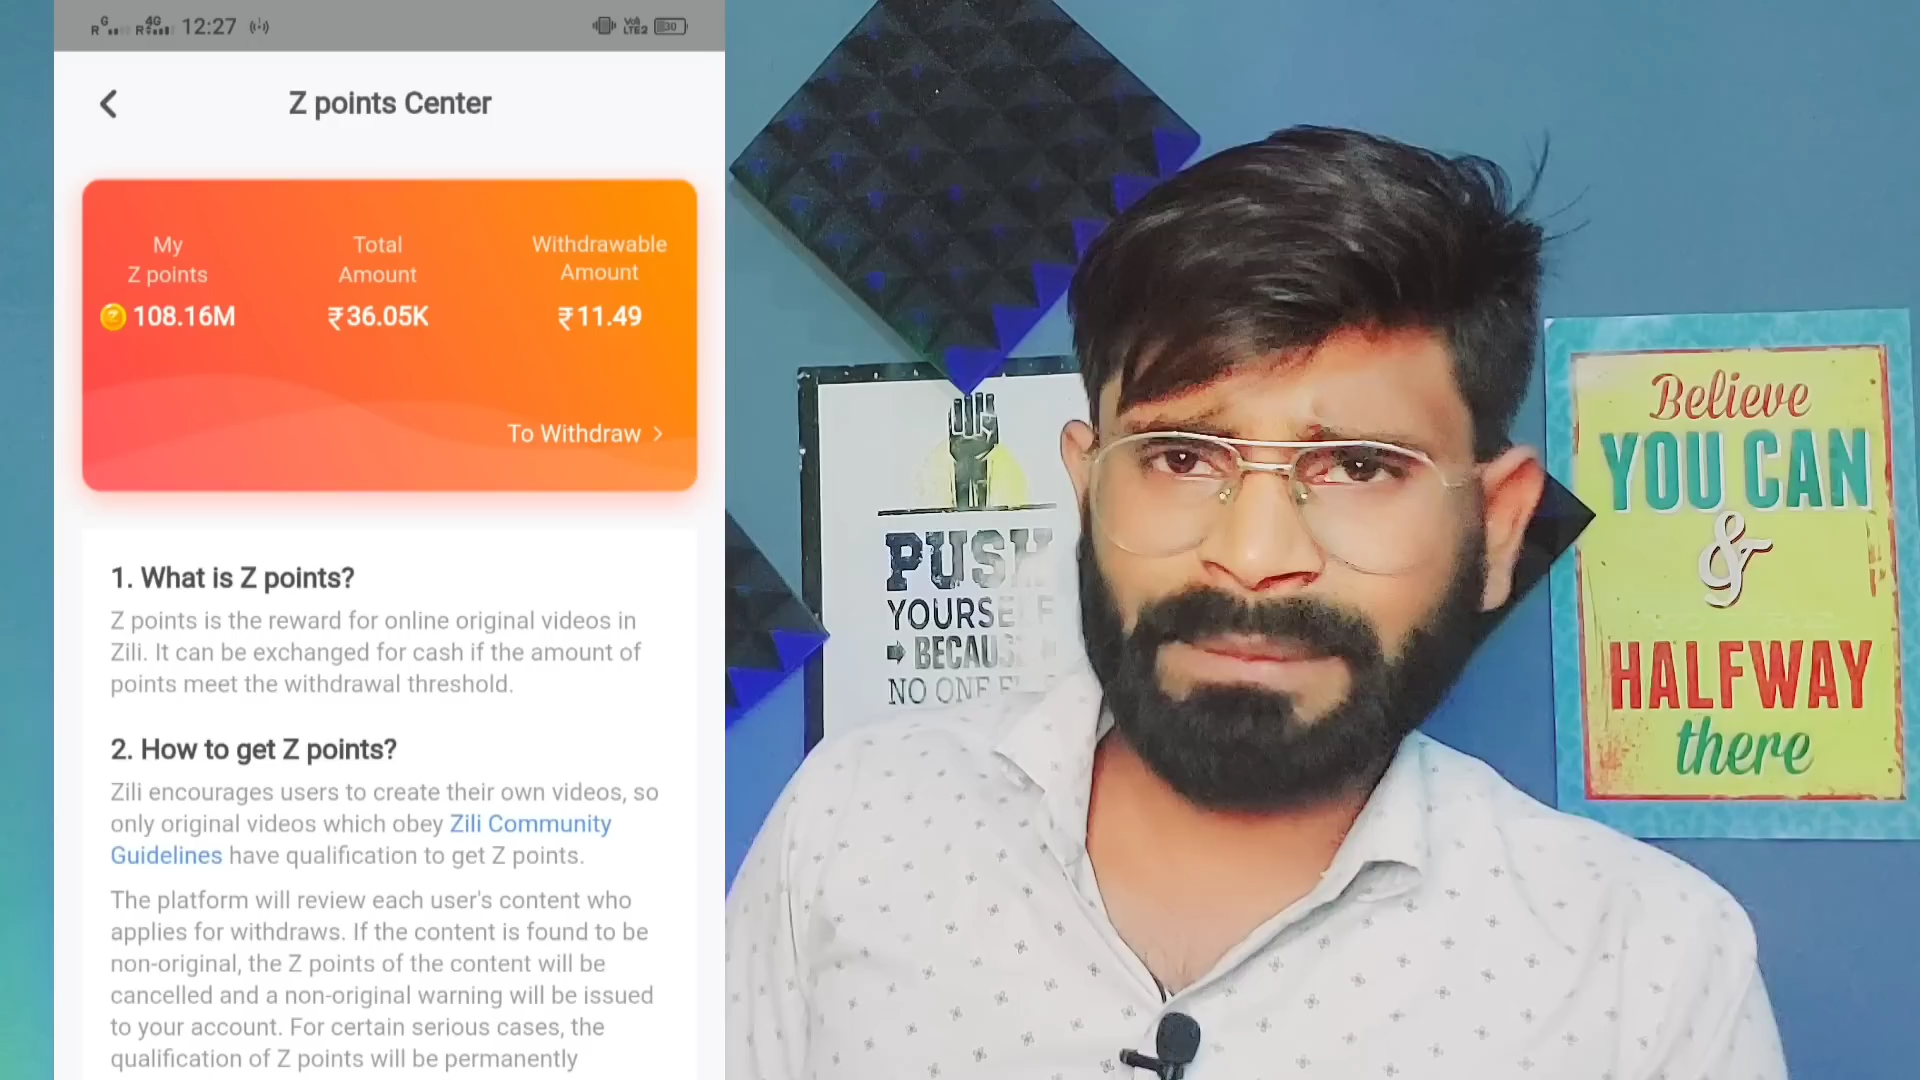 R G R 4G 12:27 Vo) LTE2 30
Z points Center
My
Z points
108.16M
Total
Amount
₹36.05K
Withdrawable
Amount
₹11.49
To Withdraw >
1. What is Z points?
Z points is the reward for online original videos in
Zili. It can be exchanged for cash if the amount of
points meet the withdrawal threshold.
2. How to get Z points?
Zili encourages users to create their own videos, so
only original videos which obey Zili Community
Guidelines have qualification to get Z points.
The platform will review each user's content who
applies for withdraws. If the content is found to be
non-original, the Z points of the content will be
cancelled and a non-original warning will be issued
to your account. For certain serious cases, the
qualification of Z points will be permanently
PUSH
YOURSELF
BECAUS
NO ONE
Believe
YOU CAN
&
HALFWAY
there